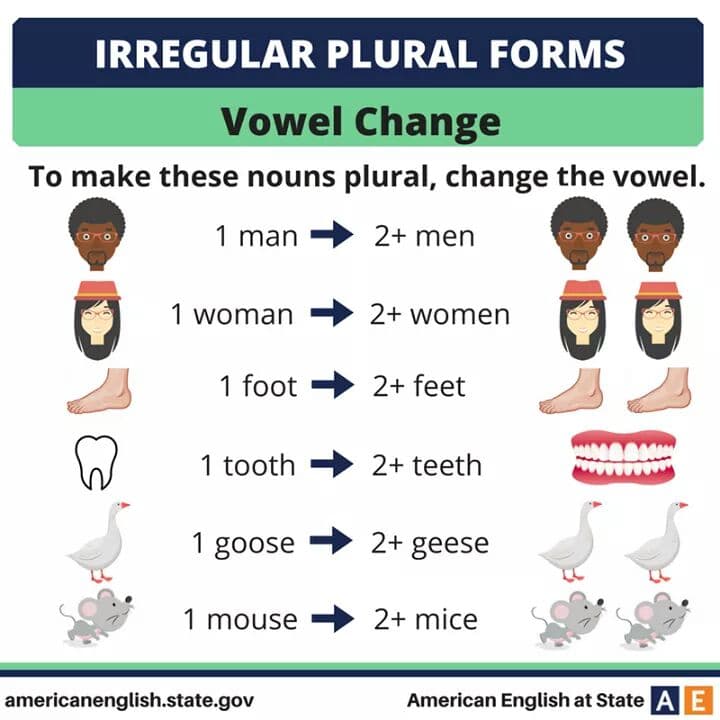 IRREGULAR PLURAL FORMS
Vowel Change
To make these nouns plural, change the vowel.
1 man 2+ men
1 woman 2+ women
1 foot 2+ feet
1 tooth 2+ teeth
1 goose 2+ geese
1 mouse 2+ mice
americanenglish.state.gov American English at State A E